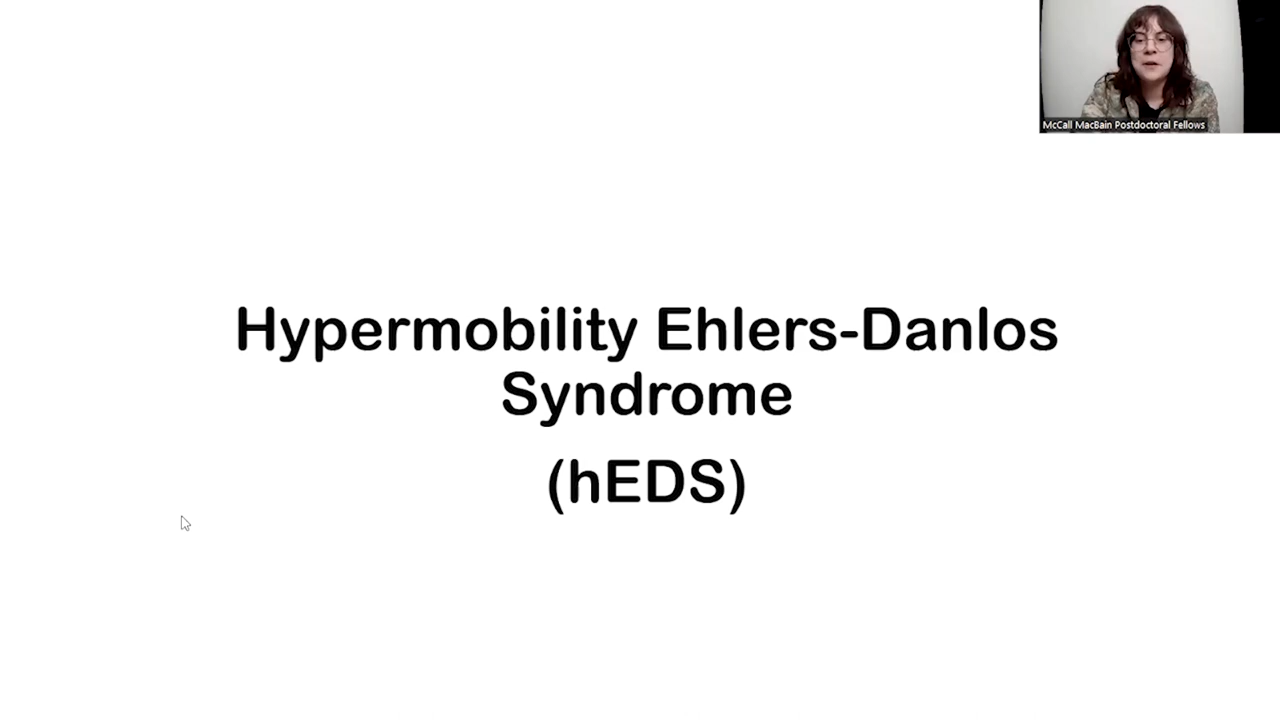 McCall MacBain Postdoctoral Fellows
Hypermobility Ehlers-Danlos
Syndrome
(hEDS)